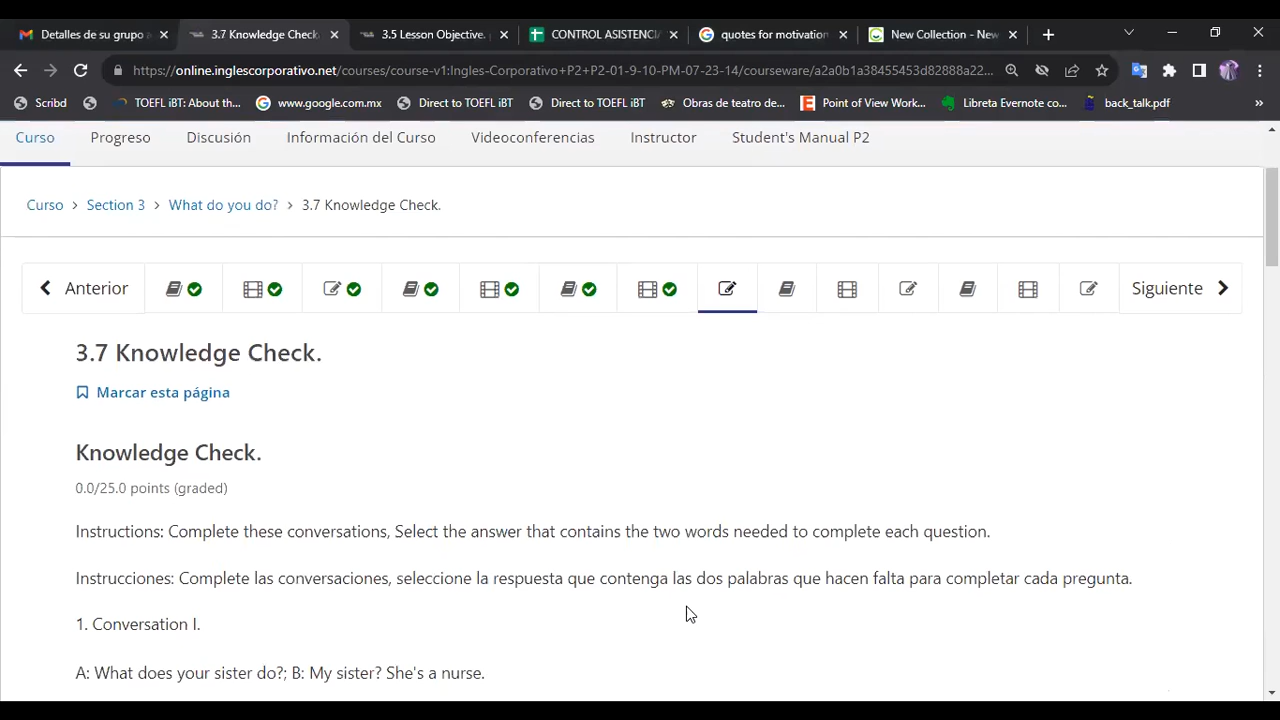 Detalles de su grupo a
3.7 Knowledge Check.
3.5 Lesson Objective.
CONTROL ASISTENCIA
quotes for motivation
New Collection - New
https://online.inglescorporativo.net/courses/course-v1:Ingles-Corporativo+P2+P2-01-9-10-PM-07-23-14/courseware/a2a0b1a38455453d82888a22...
Scribd
TOEFL iBT: About th...
www.google.com.mx
Direct to TOEFL iBT
Direct to TOEFL iBT
Obras de teatro de...
Point of View Work...
Libreta Evernote co...
back_talk.pdf
»
Curso
Progreso
Discusión
Información del Curso
Videoconferencias
Instructor
Student's Manual P2
Curso > Section 3 > What do you do? > 3.7 Knowledge Check.
Anterior
Siguiente
3.7 Knowledge Check.
Marcar esta página
Knowledge Check.
0.0/25.0 points (graded)
Instructions: Complete these conversations, Select the answer that contains the two words needed to complete each question.
Instrucciones: Complete las conversaciones, seleccione la respuesta que contenga las dos palabras que hacen falta para completar cada pregunta.
1. Conversation I.
A: What does your sister do?; B: My sister? She's a nurse.